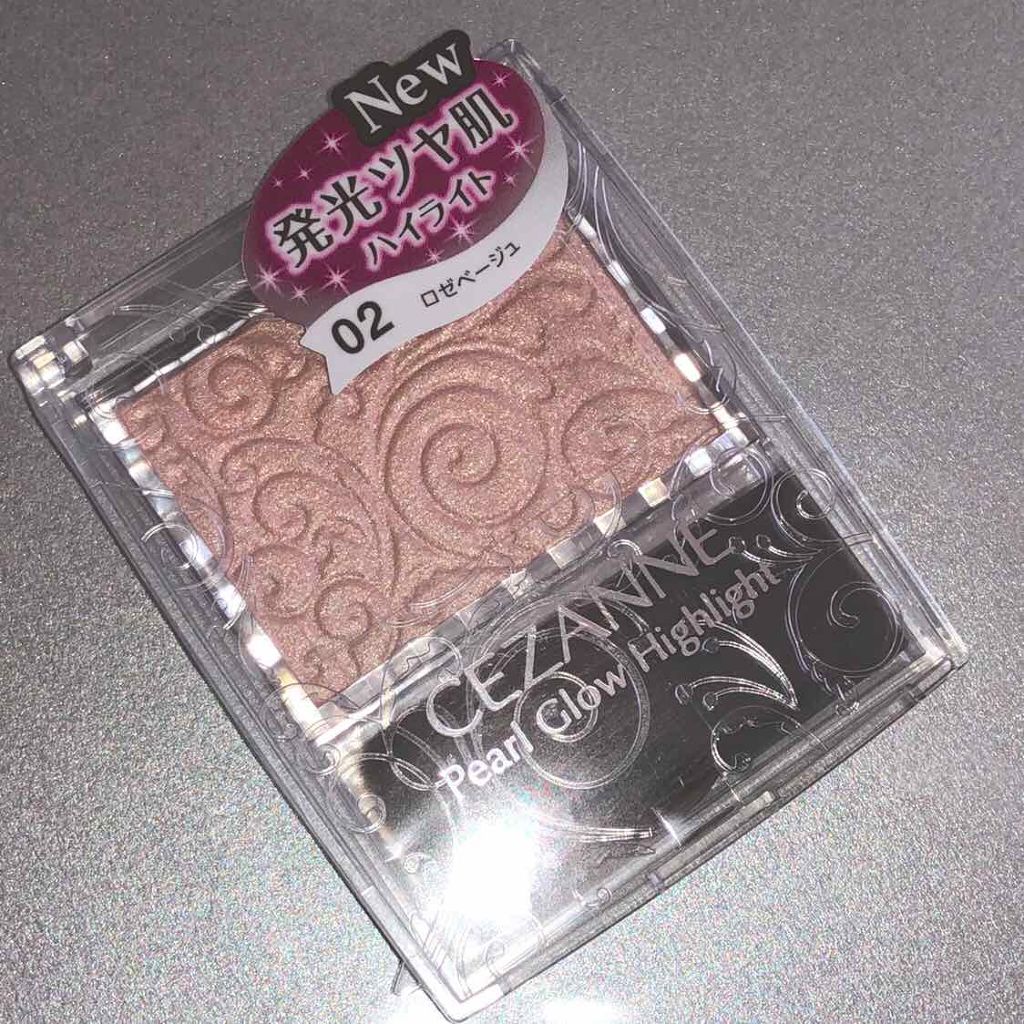 New
発光ツヤ肌
ハイライト
02 ロゼベージュ
CEZANNE
Pearl Glow Highlight